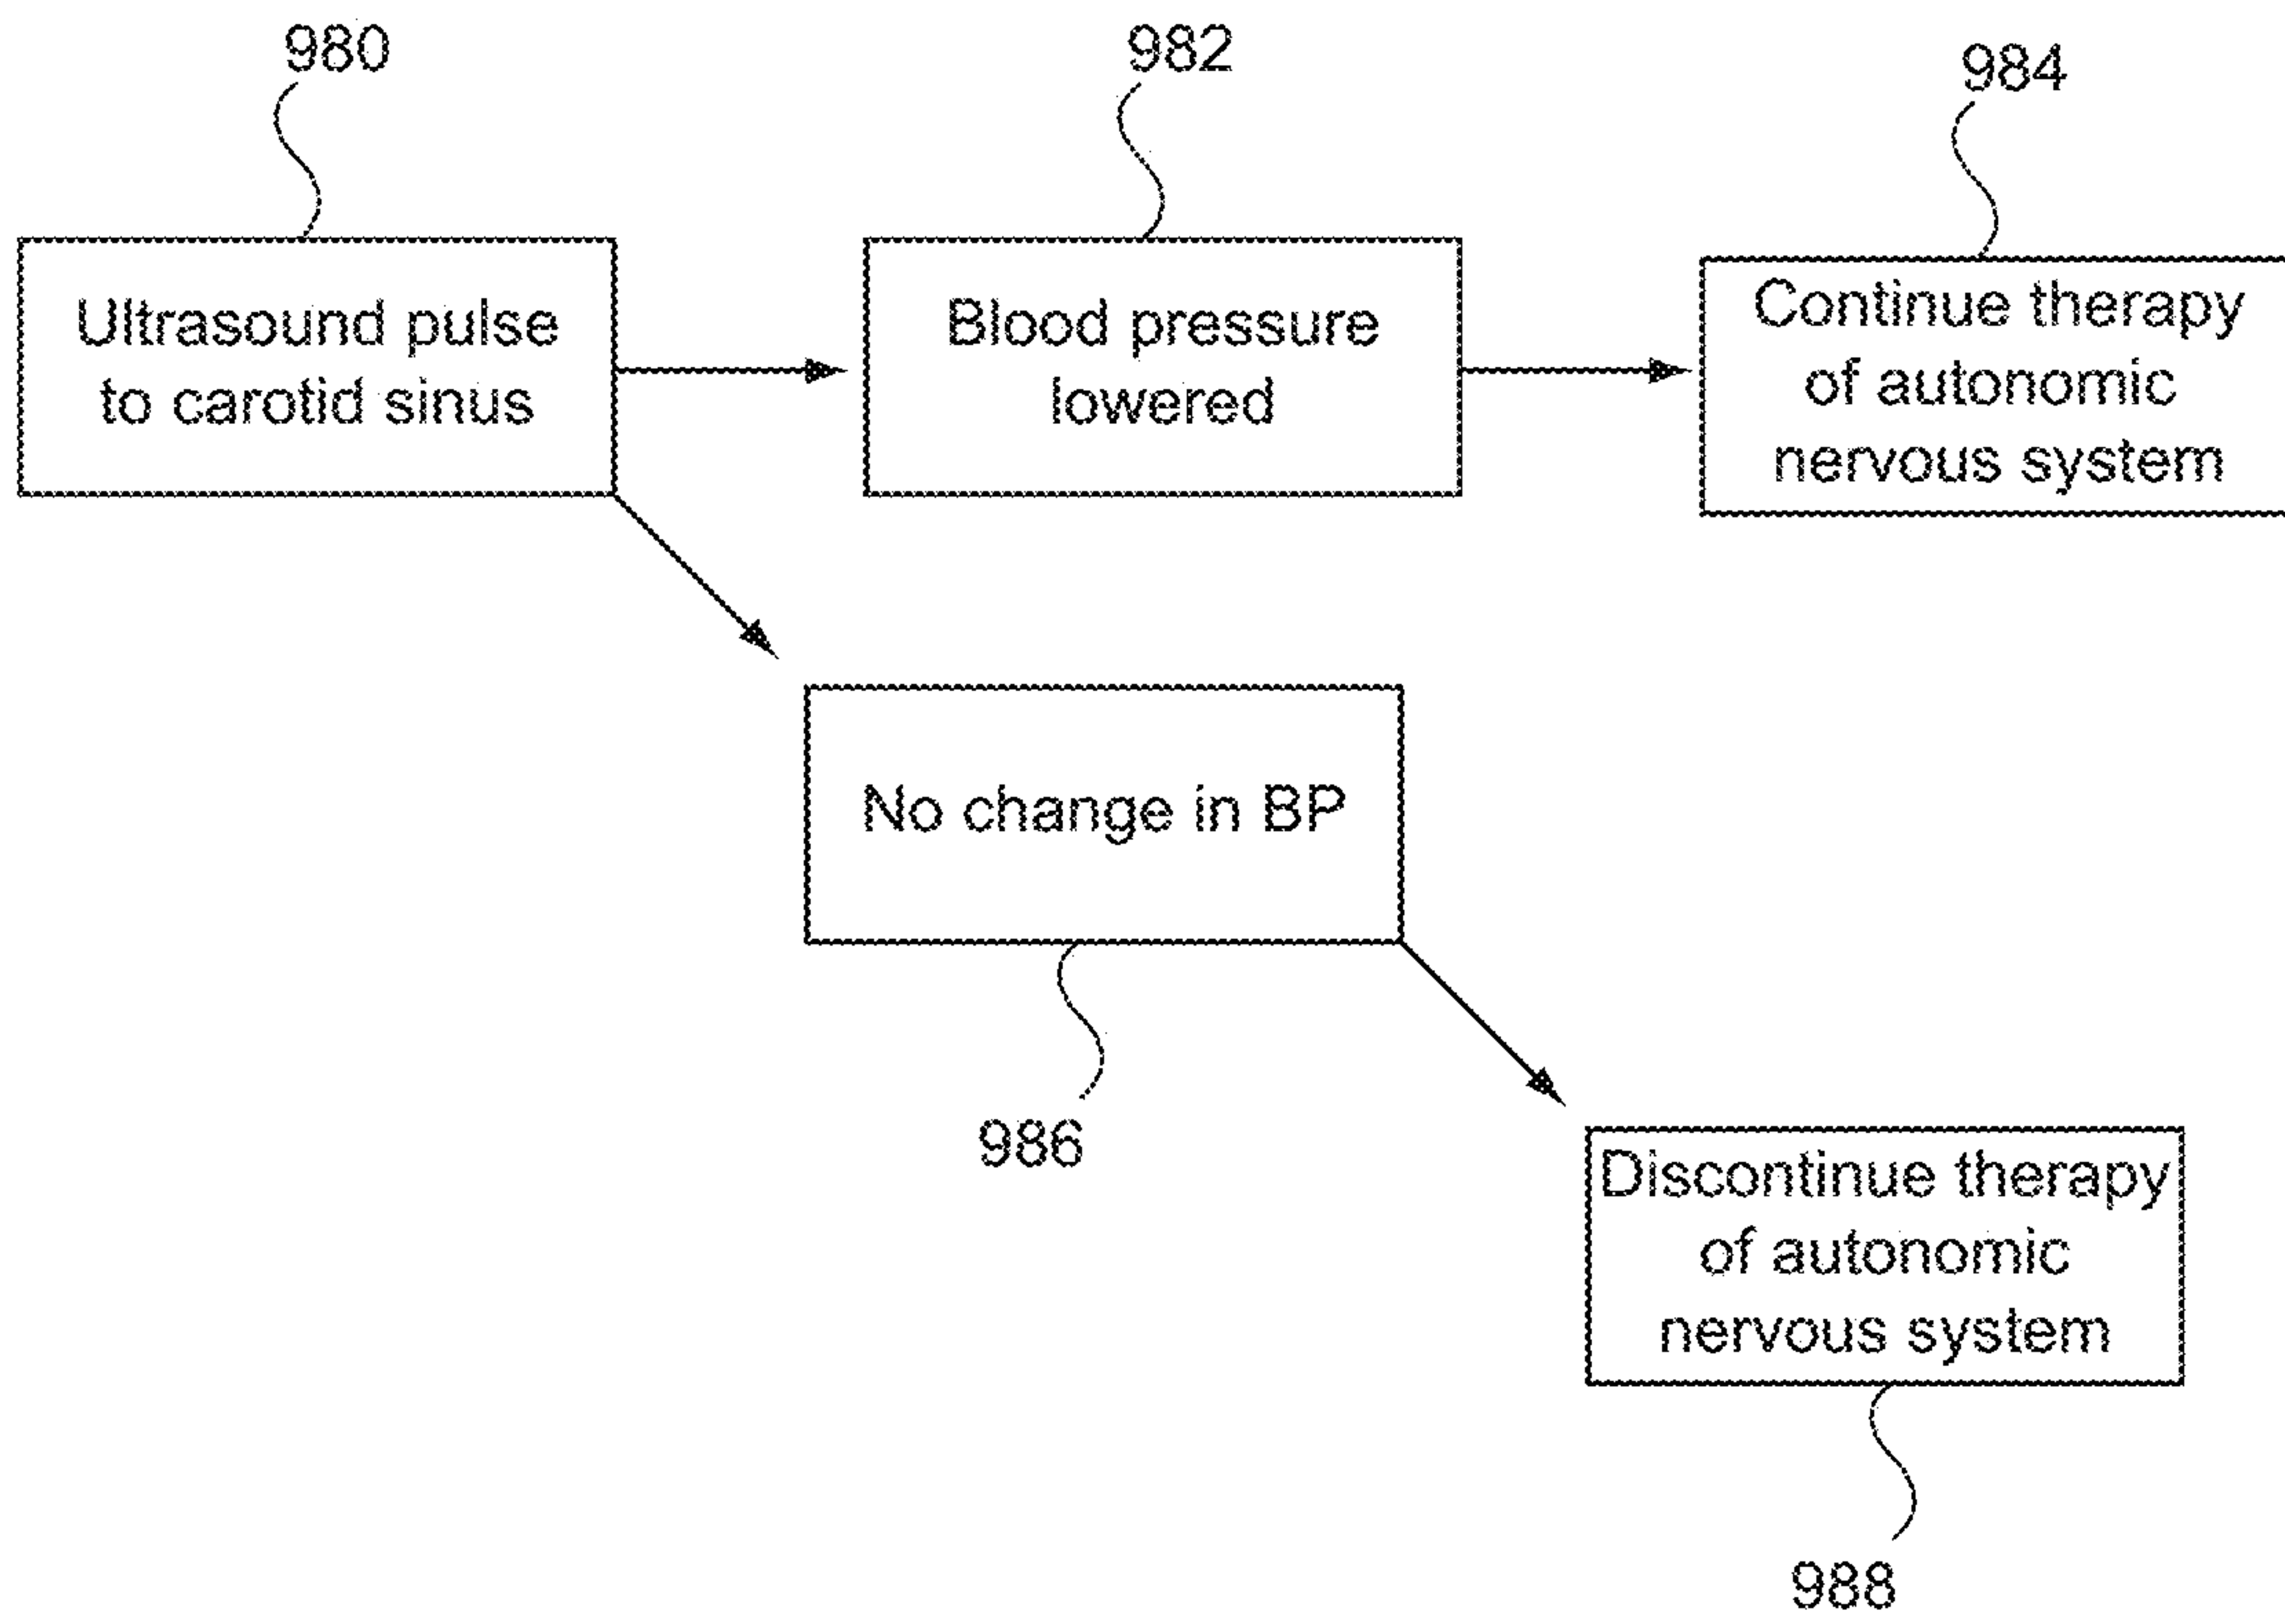 980
982
984
Ultrasound pulse
to carotid sinus
Blood pressure
lowered
Continue therapy
of autonomic
nervous system
No change in BP
986
Discontinue therapy
of autonomic
nervous system
988